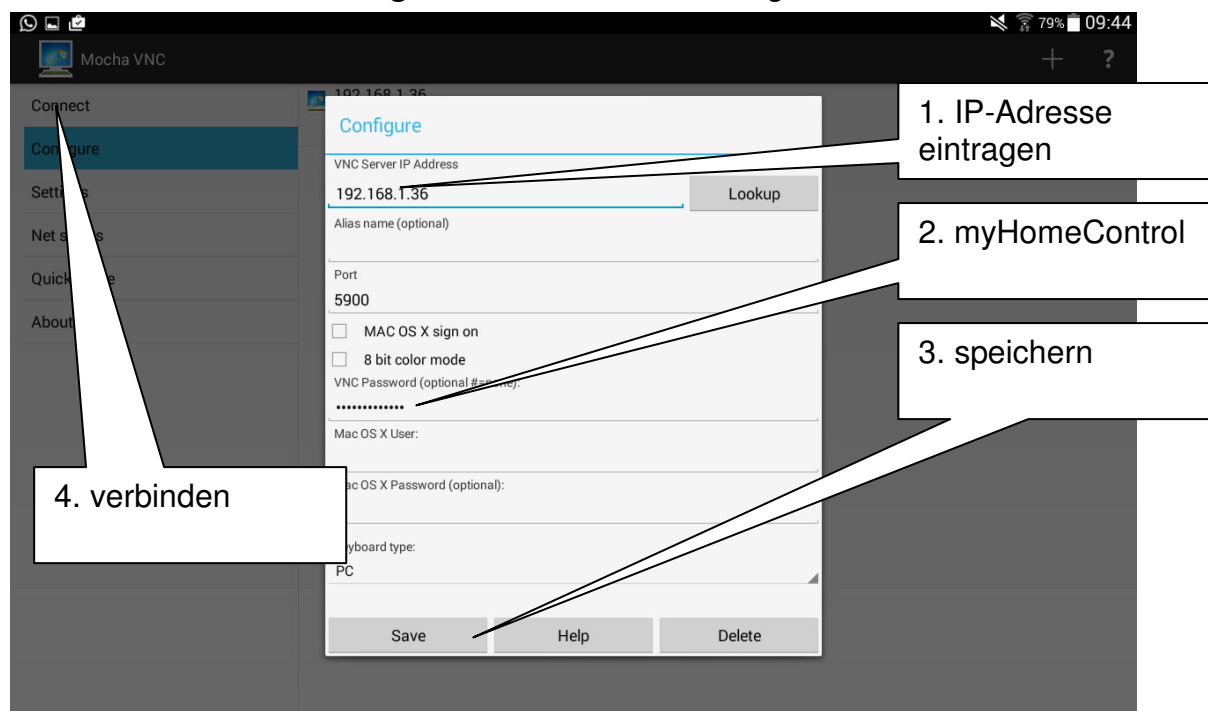 79% 09:44
Mocha VNC
+ ?
Connect
Configure
About
192.168.1.36
Configure
VNC Server IP Address
192.168.1.36
Lookup
Alias name (optional)
Port
5900
MAC OS X sign on
8 bit color mode
VNC Password (optional #=none):
•••••••••••••
Mac OS X User:
Mac OS X Password (optional):
Keyboard type:
PC
Save Help Delete
1. IP-Adresse
eintragen
2. myHomeControl
3. speichern
4. verbinden